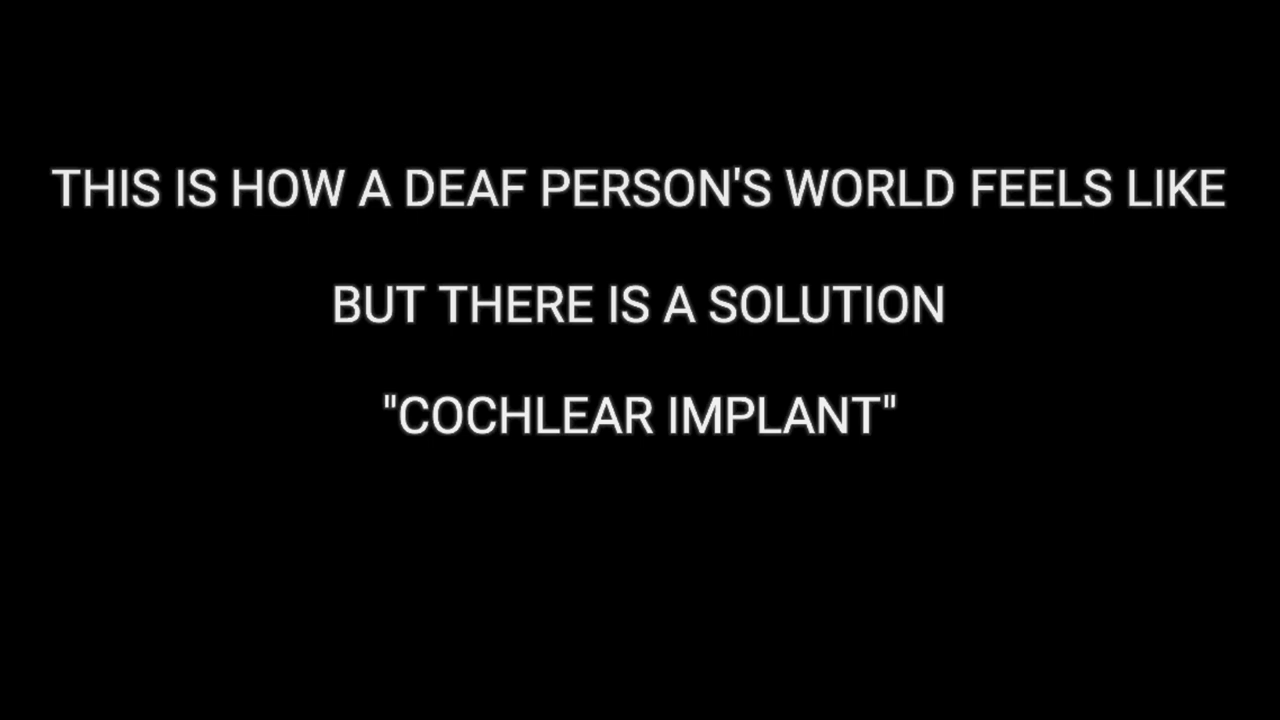 THIS IS HOW A DEAF PERSON'S WORLD FEELS LIKE
BUT THERE IS A SOLUTION
"COCHLEAR IMPLANT"